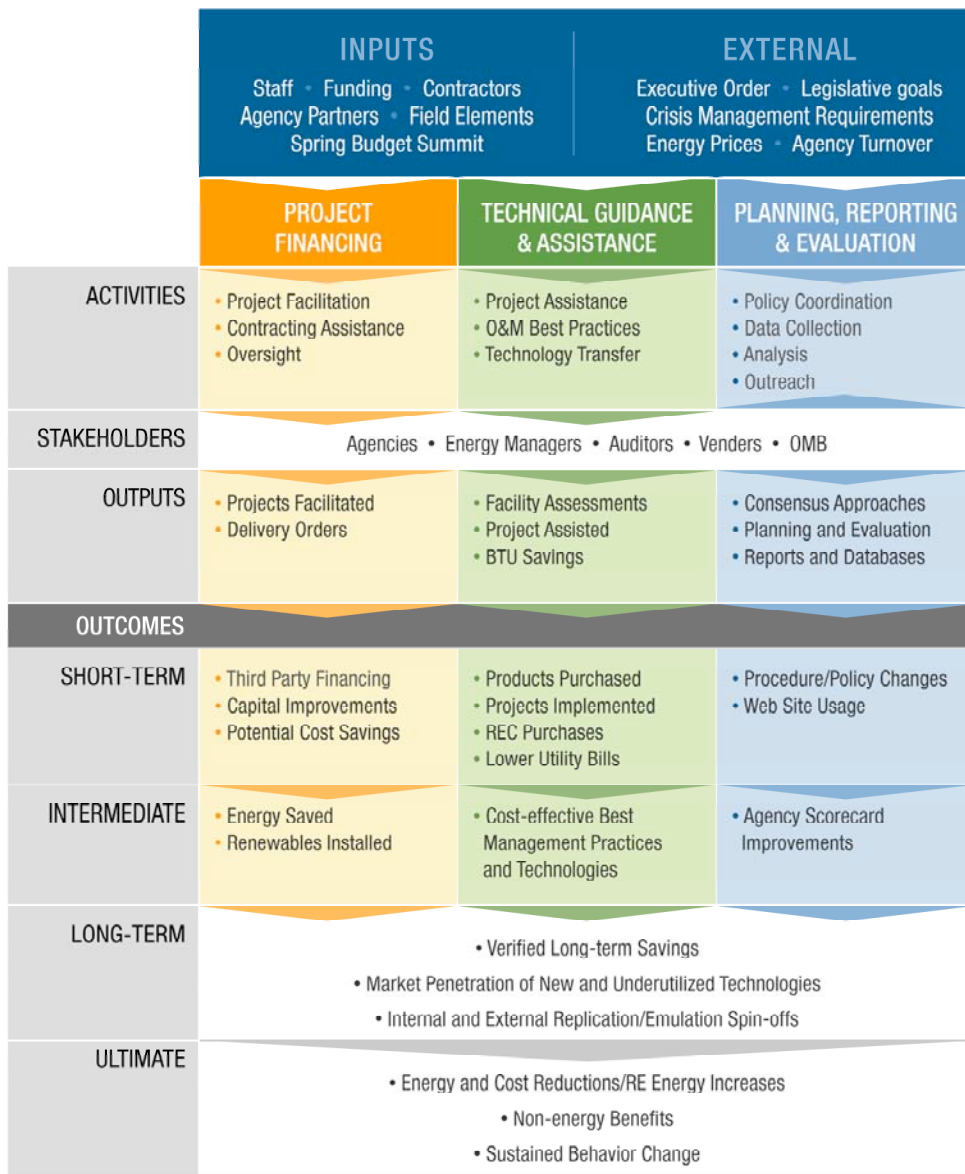 INPUTS
Staff • Funding • Contractors
Agency Partners • Field Elements
Spring Budget Summit
EXTERNAL
Executive Order • Legislative goals
Crisis Management Requirements
Energy Prices • Agency Turnover
PROJECT
FINANCING
TECHNICAL GUIDANCE
& ASSISTANCE
PLANNING, REPORTING
& EVALUATION
ACTIVITIES
• Project Facilitation
• Contracting Assistance
• Oversight
• Project Assistance
• O&M Best Practices
• Technology Transfer
• Policy Coordination
• Data Collection
• Analysis
• Outreach
STAKEHOLDERS
Agencies • Energy Managers • Auditors • Venders • OMB
OUTPUTS
• Projects Facilitated
• Delivery Orders
• Facility Assessments
• Project Assisted
• BTU Savings
• Consensus Approaches
• Planning and Evaluation
• Reports and Databases
OUTCOMES
SHORT-TERM
• Third Party Financing
• Capital Improvements
• Potential Cost Savings
• Products Purchased
• Projects Implemented
• REC Purchases
• Lower Utility Bills
• Procedure/Policy Changes
• Web Site Usage
INTERMEDIATE
• Energy Saved
• Renewables Installed
• Cost-effective Best
Management Practices
and Technologies
• Agency Scorecard
Improvements
LONG-TERM
• Verified Long-term Savings
• Market Penetration of New and Underutilized Technologies
• Internal and External Replication/Emulation Spin-offs
ULTIMATE
• Energy and Cost Reductions/RE Energy Increases
• Non-energy Benefits
• Sustained Behavior Change